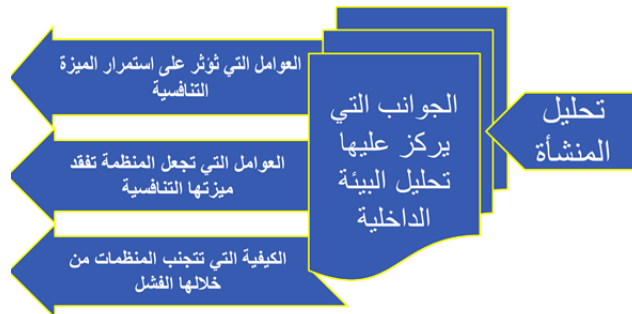 تحليل
المنشأة
الجوانب التي
يركز عليها
تحليل البيئة
الداخلية
العوامل التي تؤثر على استمرار الميزة
التنافسية
العوامل التي تجعل المنظمة تفقد
ميزتها التنافسية
الكيفية التي تتجنب المنظمات من
خلالها الفشل